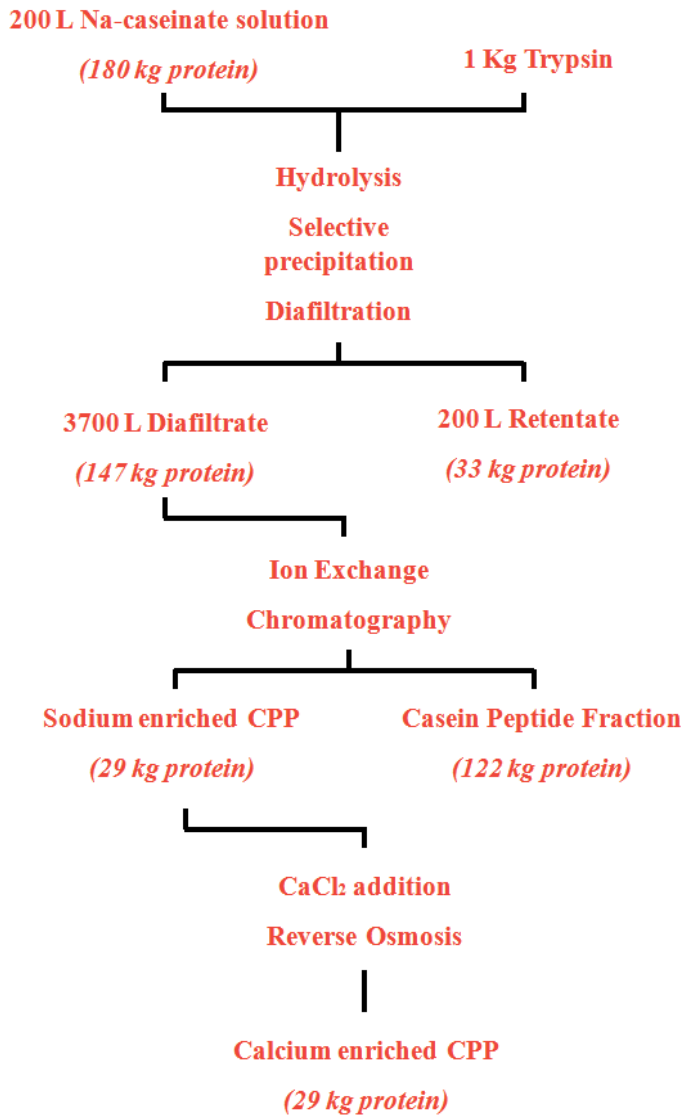 200 L Na-caseinate solution
(180 kg protein)
1 Kg Trypsin
Hydrolysis
Selective
precipitation
Diafiltration
3700 L Diafiltrate
(147 kg protein)
200 L Retentate
(33 kg protein)
Ion Exchange
Chromatography
Sodium enriched CPP
(29 kg protein)
Casein Peptide Fraction
(122 kg protein)
CaCl₂ addition
Reverse Osmosis
Calcium enriched CPP
(29 kg protein)